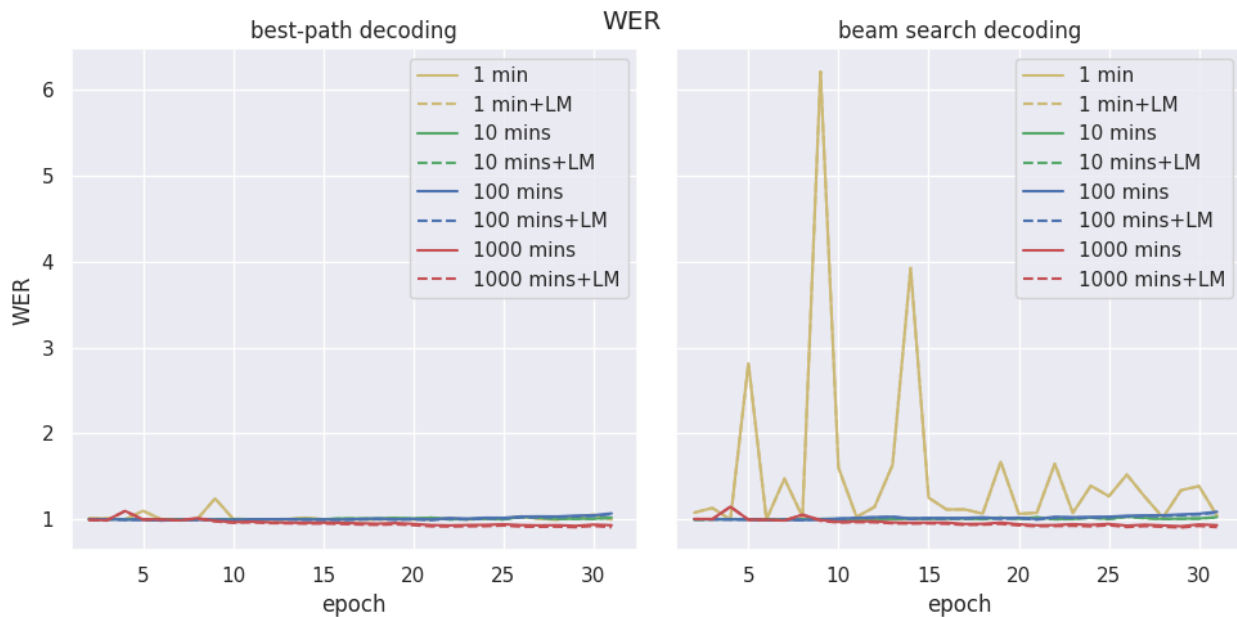 WER
best-path decoding
beam search decoding
1 min
1 min+LM
10 mins
10 mins+LM
100 mins
100 mins+LM
1000 mins
1000 mins+LM
1 min
1 min+LM
10 mins
10 mins+LM
100 mins
100 mins+LM
1000 mins
1000 mins+LM
WER
6
5
4
3
2
1
5
10
15
20
25
30
epoch
5
10
15
20
25
30
epoch